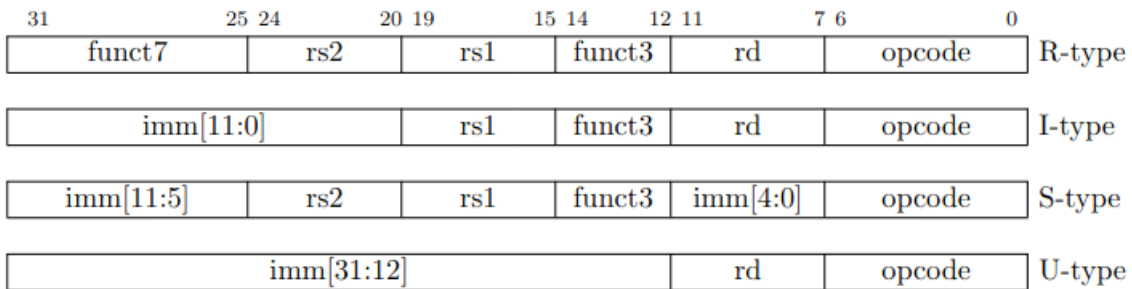 31 25 24 20 19 15 14 12 11 7 6 0
funct7 rs2 rs1 funct3 rd opcode R-type
imm[11:0] rs1 funct3 rd opcode I-type
imm[11:5] rs2 rs1 funct3 imm[4:0] opcode S-type
imm[31:12] rd opcode U-type